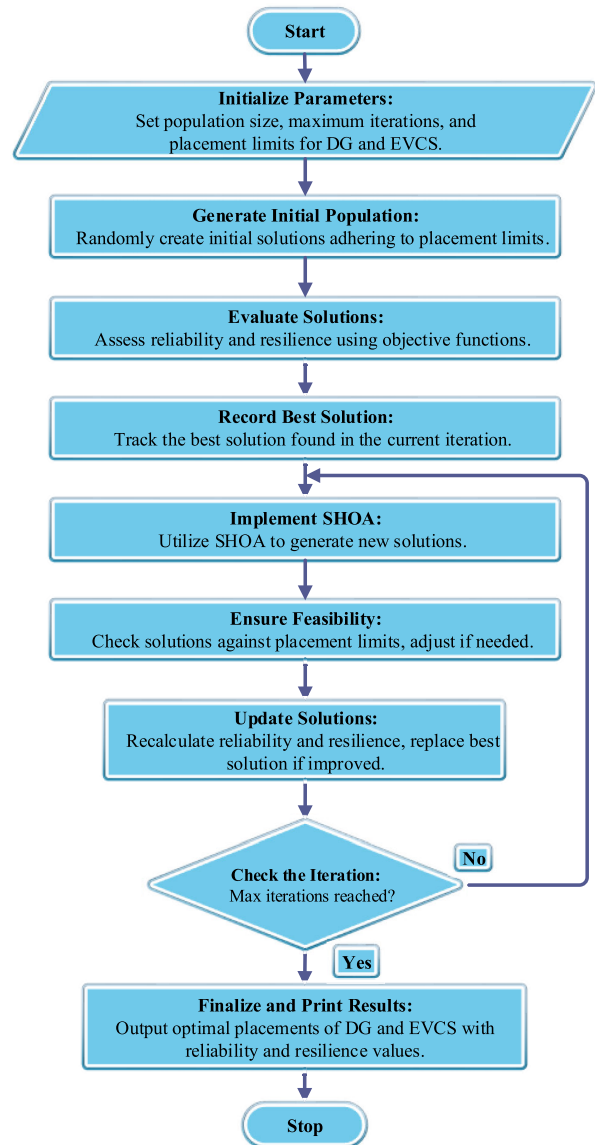 Start
Initialize Parameters:
Set population size, maximum iterations, and
placement limits for DG and EVCS.
Generate Initial Population:
Randomly create initial solutions adhering to placement limits.
Evaluate Solutions:
Assess reliability and resilience using objective functions.
Record Best Solution:
Track the best solution found in the current iteration.
Implement SHOA:
Utilize SHOA to generate new solutions.
Ensure Feasibility:
Check solutions against placement limits, adjust if needed.
Update Solutions:
Recalculate reliability and resilience, replace best
solution if improved.
Check the Iteration:
Max iterations reached?
No
Yes
Finalize and Print Results:
Output optimal placements of DG and EVCS with
reliability and resilience values.
Stop